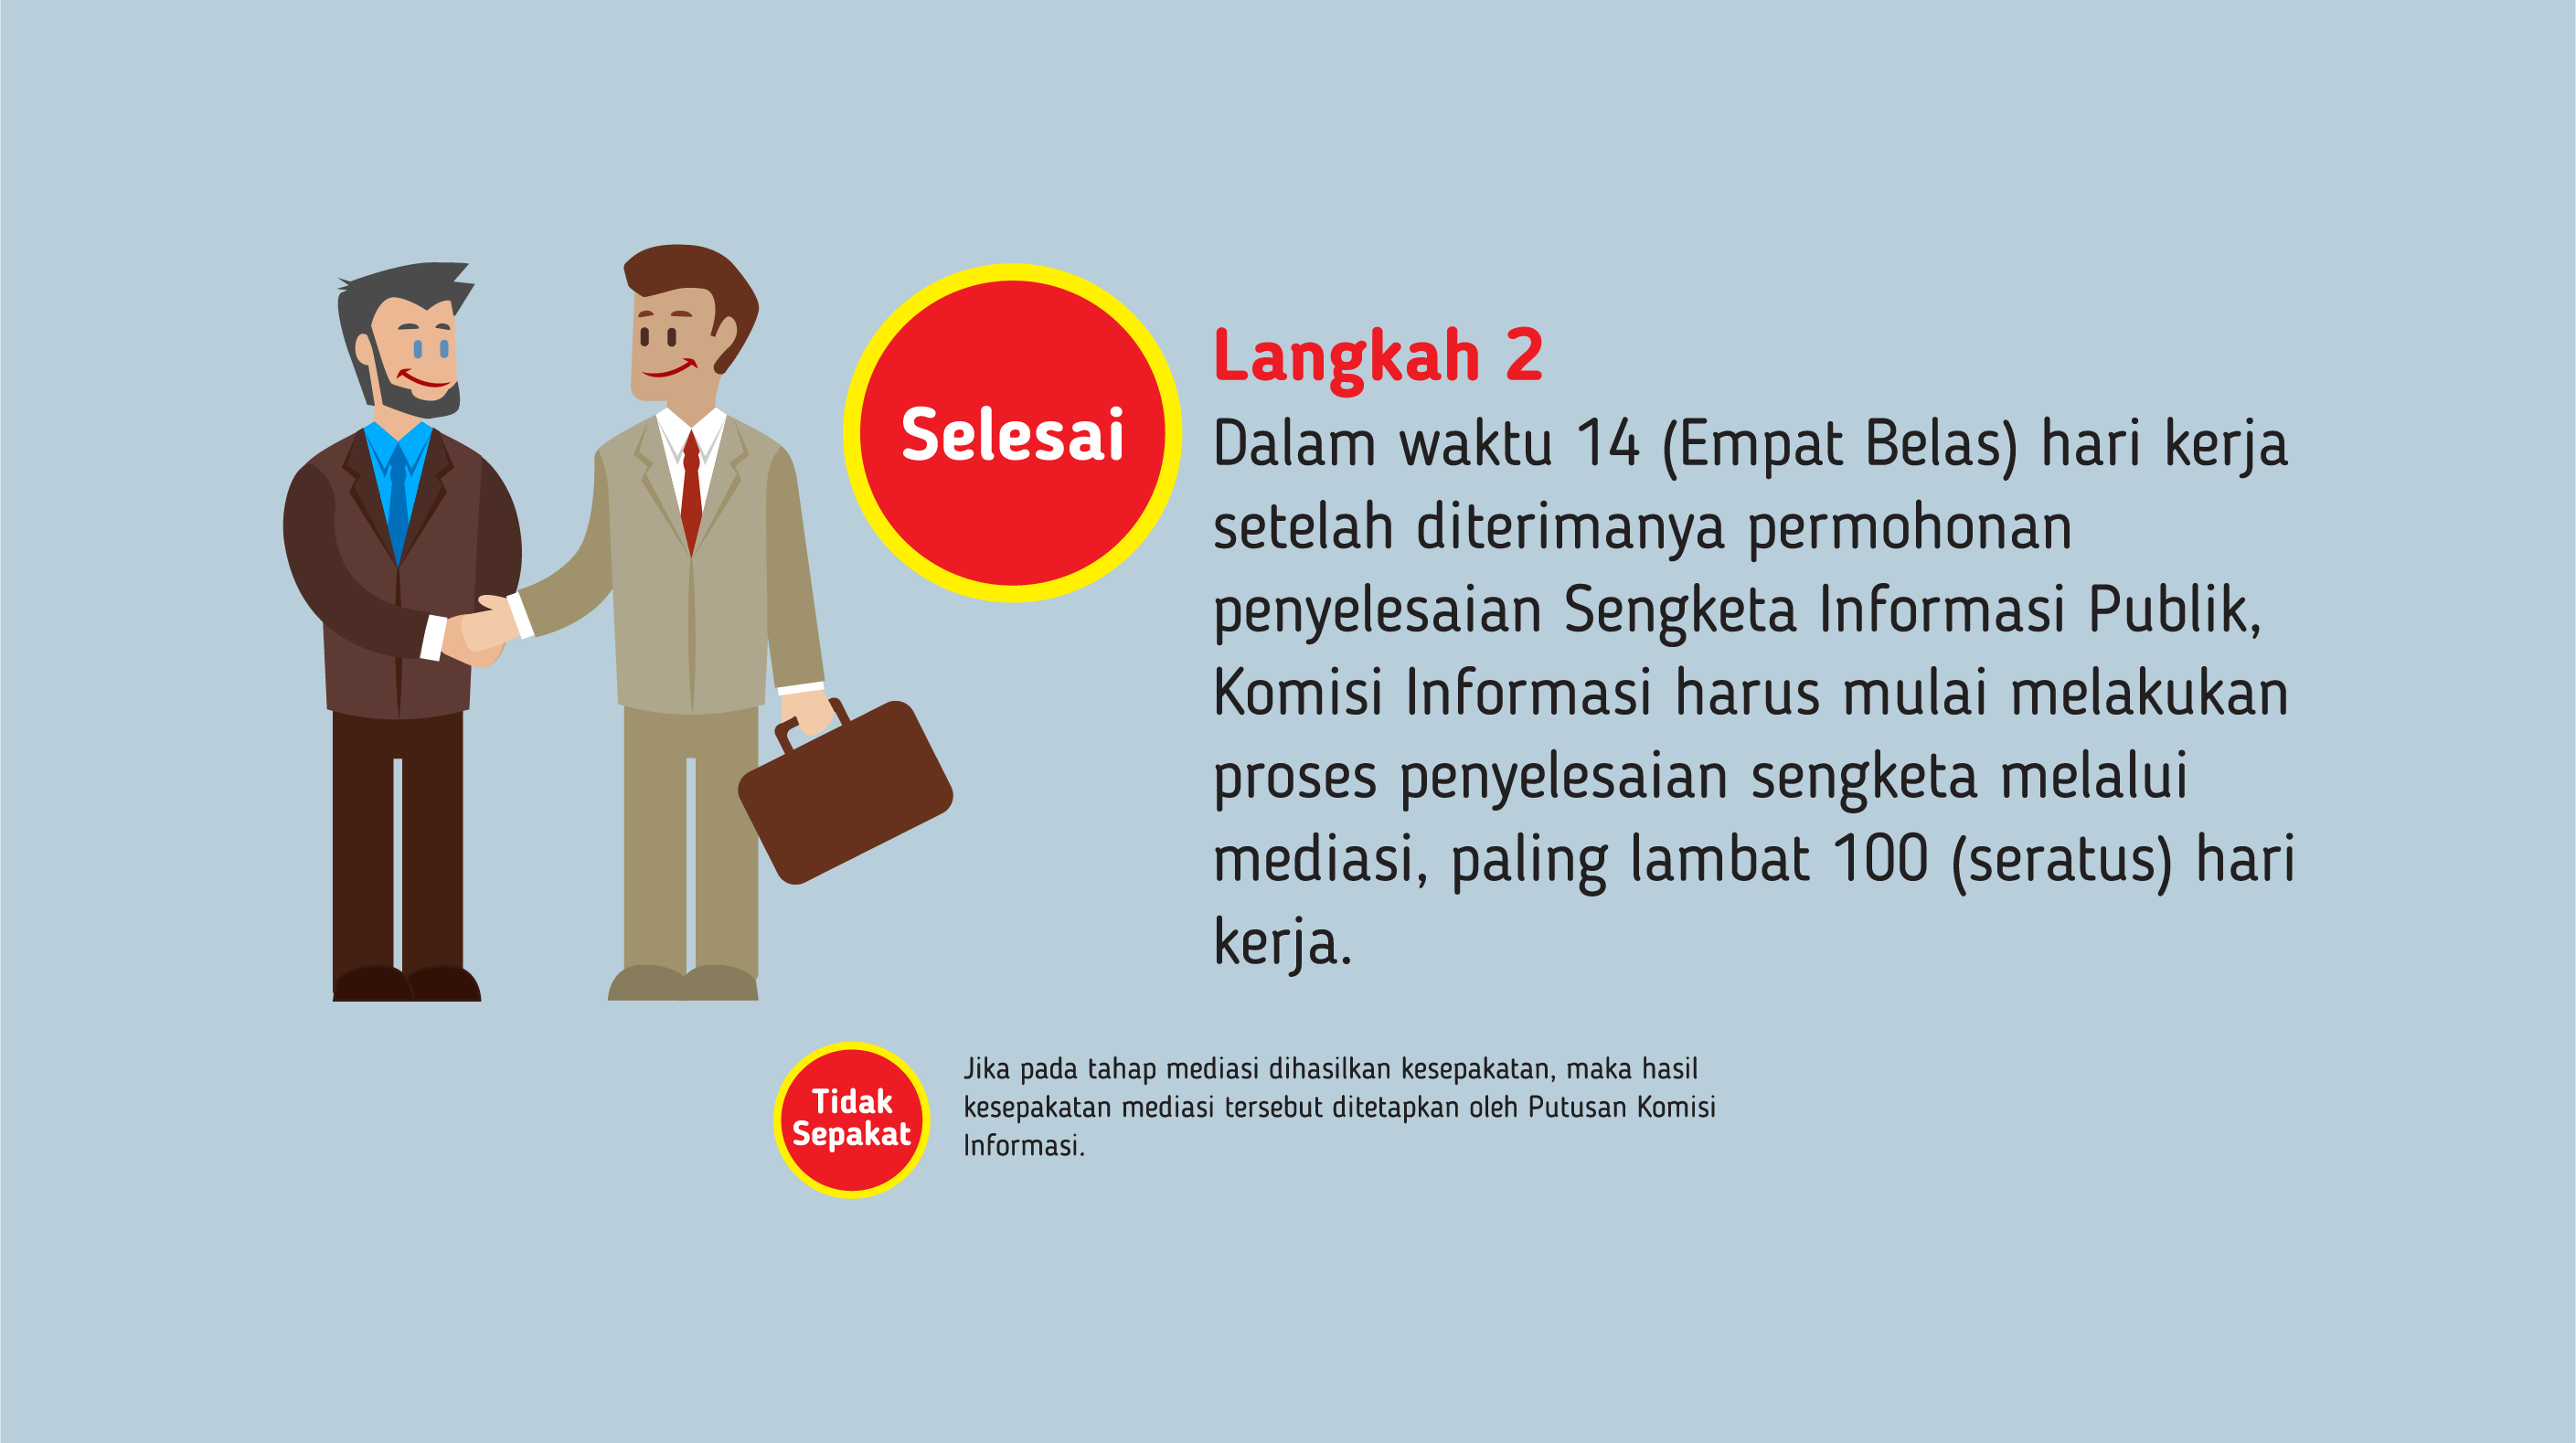 Selesai
Langkah 2
Dalam waktu 14 (Empat Belas) hari kerja
setelah diterimanya permohonan
penyelesaian Sengketa Informasi Publik,
Komisi Informasi harus mulai melakukan
proses penyelesaian sengketa melalui
mediasi, paling lambat 100 (seratus) hari
kerja.
Tidak
Sepakat
Jika pada tahap mediasi dihasilkan kesepakatan, maka hasil
kesepakatan mediasi tersebut ditetapkan oleh Putusan Komisi
Informasi.